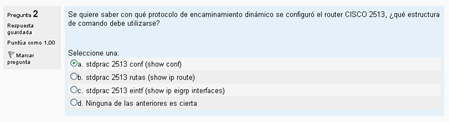 Pregunta 2
Respuesta
guardada
Puntúa como 1,00
Marcar
pregunta
Se quiere saber con qué protocolo de encaminamiento dinámico se configuró el router CISCO 2513, ¿qué estructura
de comando debe utilizarse?
Seleccione una:
a. stdprac 2513 conf (show conf)
b. stdprac 2513 rutas (show ip route)
c. stdprac 2513 eintf (show ip eigrp interfaces)
d. Ninguna de las anteriores es cierta